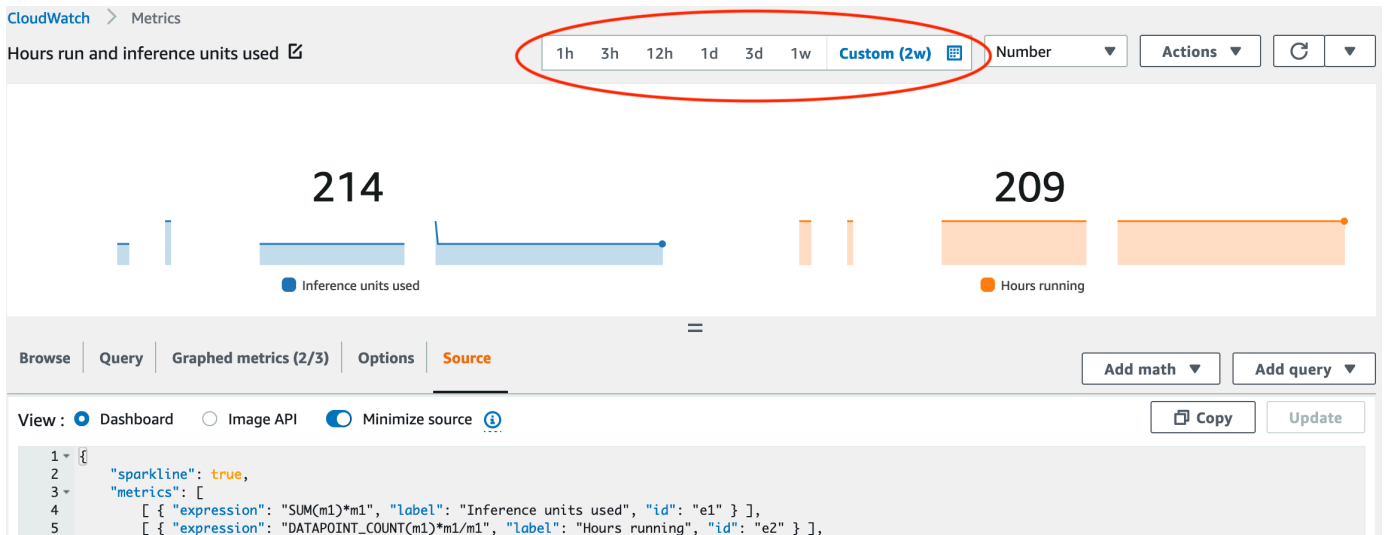 CloudWatch > Metrics
Hours run and inference units used
1h 3h 12h 1d 3d 1w Custom (2w) Number Actions
214 209
Inference units used Hours running
Browse Query Graphed metrics (2/3) Options Source Add math Add query
View : Dashboard Image API Minimize source Copy Update
1 {
2 "sparkline": true,
3 "metrics": [
4 [ { "expression": "SUM(m1)*m1", "label": "Inference units used", "id": "e1" } ],
5 [ { "expression": "DATAPOINT_COUNT(m1)*m1/m1", "label": "Hours running", "id": "e2" } ],